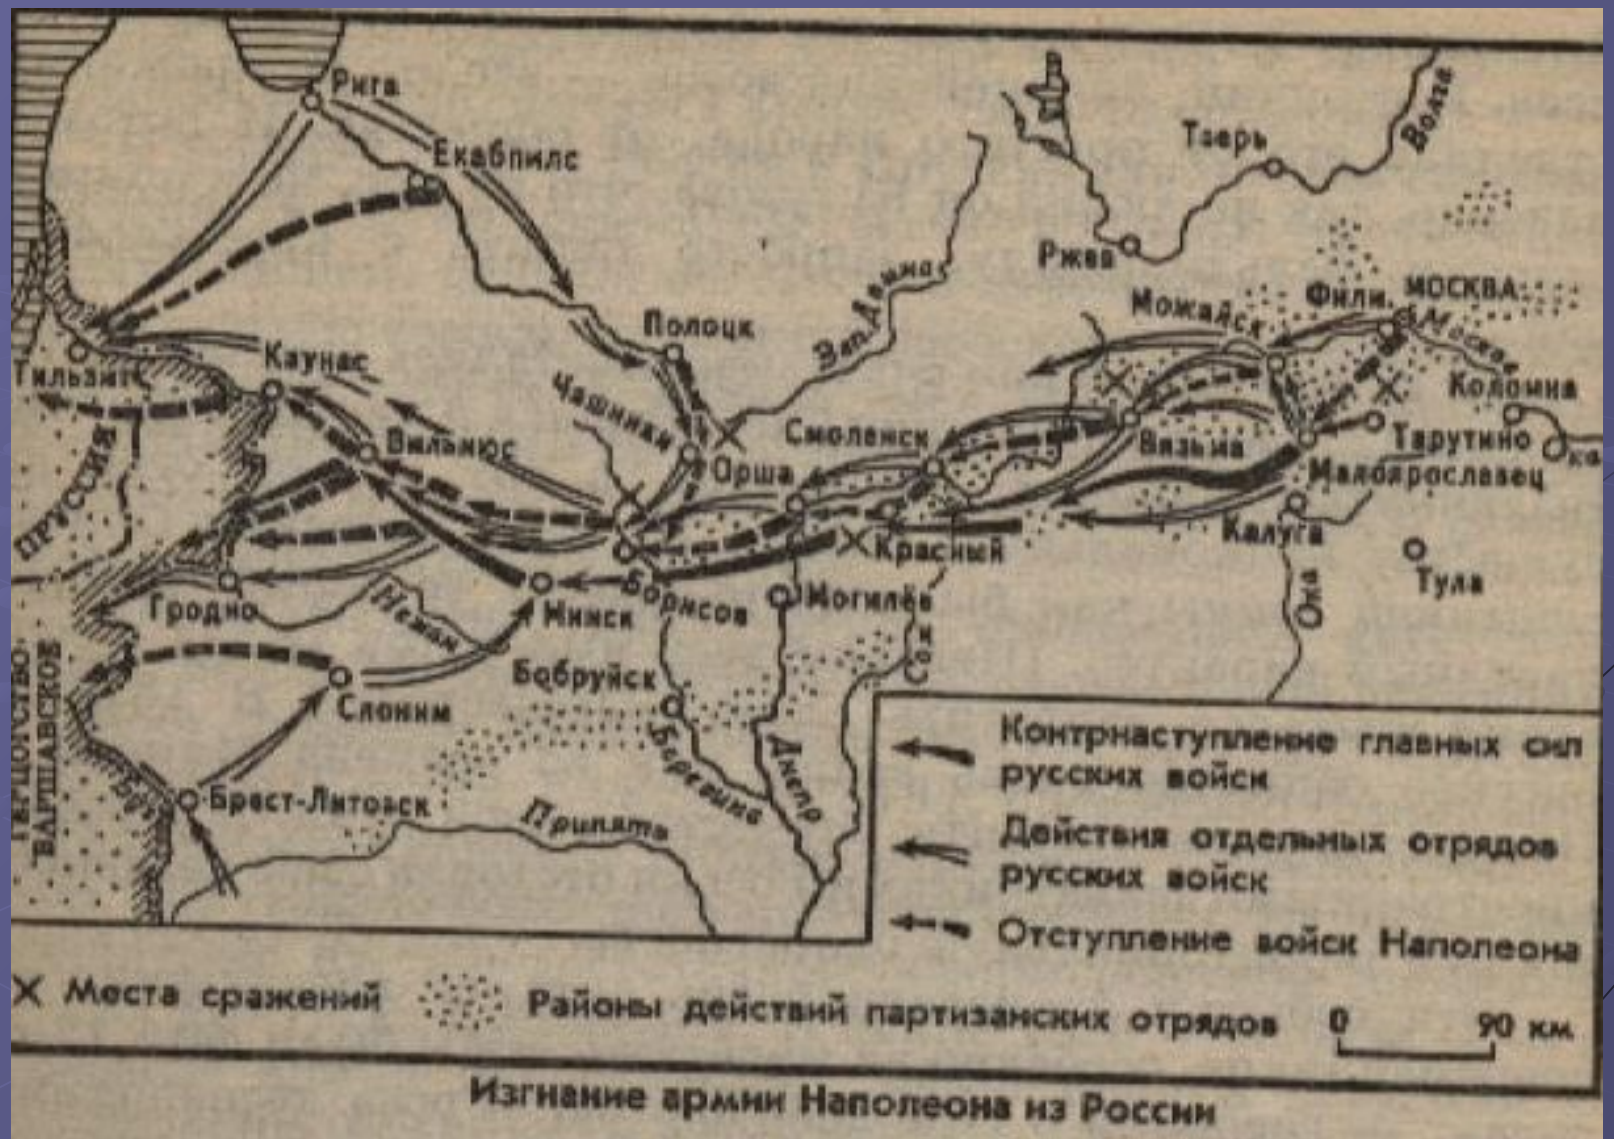 Рига
Екабпилс
Тверь
Волга
Ржев
Полоцк
Зап. Двина
Можайск
Фили
МОСКВА
Москва
Тильзит
Каунас
Коломна
Чашники
Вильнюс
Смоленск
Вязьма
Тарутино
Ока
Орша
Малоярославец
ПРУССИЯ
Красный
Калуга
Тула
Гродно
Неман
Минск
Борисов
Могилёв
Ока
Сож
ГЕРЦОГСТВО
ВАРШАВСКОЕ
Слоним
Бобруйск
Березина
Днепр
Буг
Брест-Литовск
Припять
Контрнаступление главных сил
русских войск
Действия отдельных отрядов
русских войск
Отступление войск Наполеона
Места сражений
Районы действий партизанских отрядов
0 90 км
Изгнание армии Наполеона из России